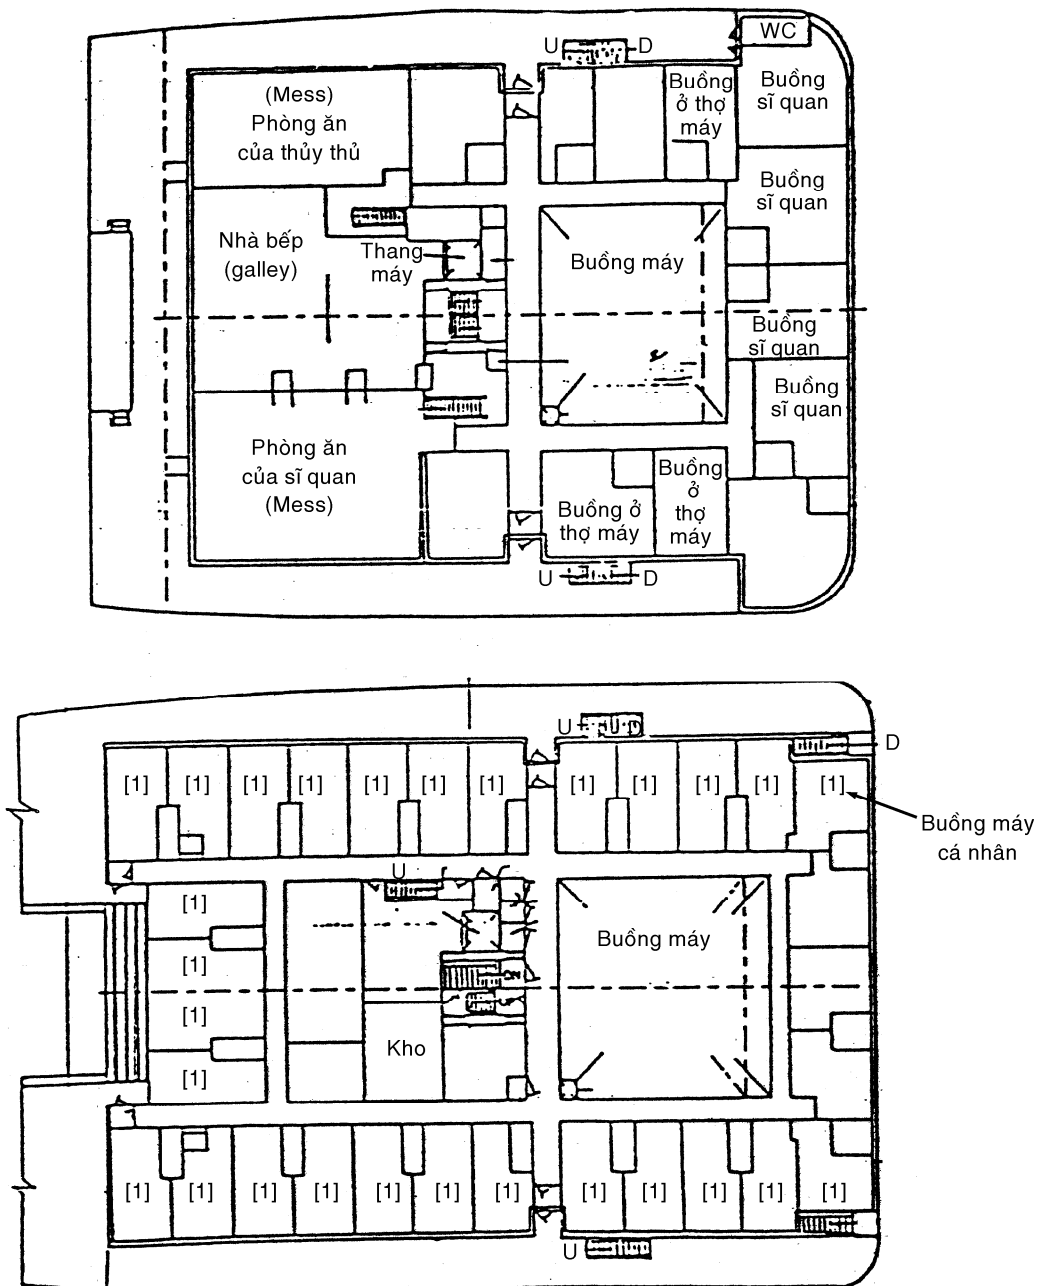 WC
U D
(Mess)
Phòng ăn
của thủy thủ
Buồng
ở thợ
máy
Buồng
sĩ quan
Buồng
sĩ quan
Nhà bếp
(galley)
Thang
máy
Buồng máy
Buồng
sĩ quan
Buồng
sĩ quan
Phòng ăn
của sĩ quan
(Mess)
Buồng ở
thợ máy
Buồng
ở
thợ
máy
U D
U D
D
[1] [1] [1] [1] [1] [1] [1] [1] [1] [1] [1] [1]
Buồng máy
cá nhân
U
[1]
[1]
[1]
[1]
Buồng máy
Kho
[1] [1] [1] [1] [1] [1] [1] [1] [1] [1] [1] [1]
U